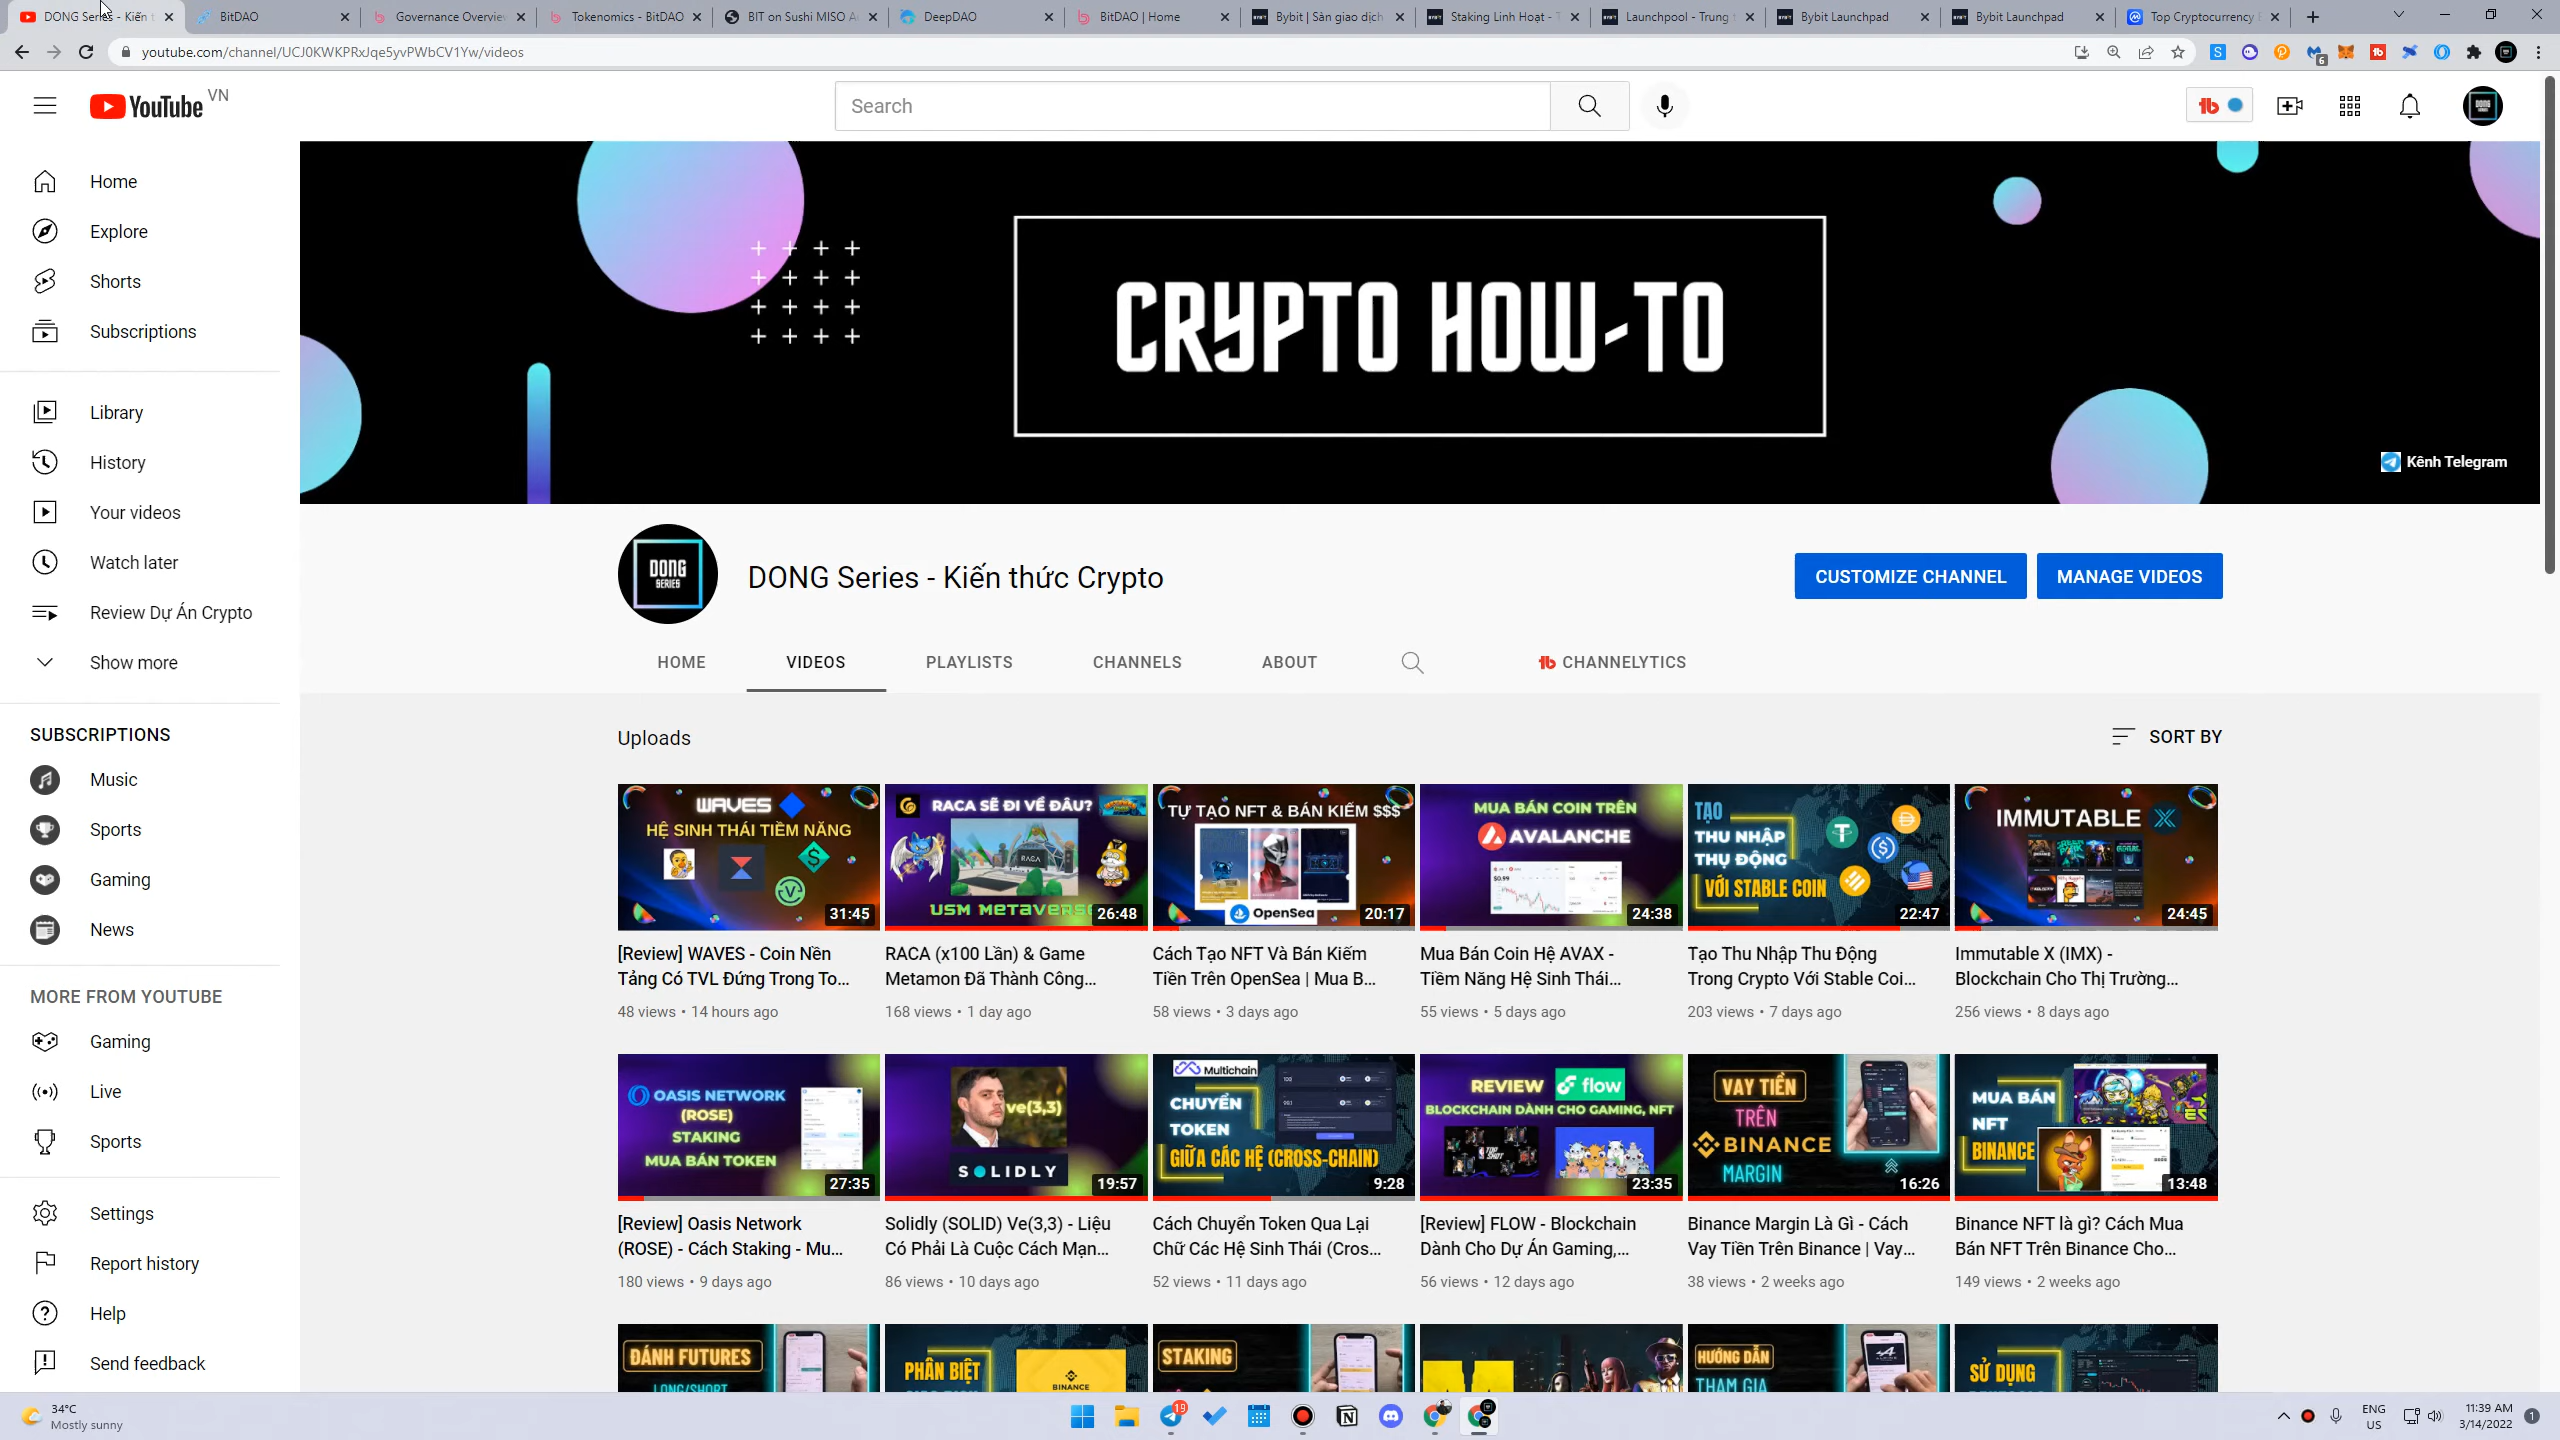 DONG Series - Kiến t
BitDAO
Governance Overvie
Tokenomics - BitDAO
BIT on Sushi MISO A
DeepDAO
BitDAO | Home
Bybit | Sàn giao dịch
Staking Linh Hoạt - T
Launchpool - Trung t
Bybit Launchpad
Bybit Launchpad
Top Cryptocurrency E
youtube.com/channel/UCJ0KWKPRxJqe5yvPWbCV1Yw/videos
YouTube VN
Search
Home
Explore
Shorts
Subscriptions
Library
History
Your videos
Watch later
Review Dự Án Crypto
Show more
SUBSCRIPTIONS
Music
Sports
Gaming
News
MORE FROM YOUTUBE
Gaming
Live
Sports
Settings
Report history
Help
Send feedback
CRYPTO HOW-TO
Kênh Telegram
DONG SERIES
DONG Series - Kiến thức Crypto
CUSTOMIZE CHANNEL
MANAGE VIDEOS
HOME
VIDEOS
PLAYLISTS
CHANNELS
ABOUT
CHANNELYTICS
Uploads
SORT BY
WAVES
HỆ SINH THÁI TIỀM NĂNG
31:45
RACA SẼ ĐI VỀ ĐÂU?
RACA
USM METAVERSE
26:48
TỰ TẠO NFT & BÁN KIẾM $$$
OpenSea
20:17
MUA BÁN COIN TRÊN
AVALANCHE
$0.99
24:38
TẠO
THU NHẬP
THỤ ĐỘNG
VỚI STABLE COIN
22:47
IMMUTABLE
24:45
[Review] WAVES - Coin Nền
Tảng Có TVL Đứng Trong To...
48 views • 14 hours ago
RACA (x100 Lần) & Game
Metamon Đã Thành Công...
168 views • 1 day ago
Cách Tạo NFT Và Bán Kiếm
Tiền Trên OpenSea | Mua B...
58 views • 3 days ago
Mua Bán Coin Hệ AVAX -
Tiềm Năng Hệ Sinh Thái...
55 views • 5 days ago
Tạo Thu Nhập Thu Động
Trong Crypto Với Stable Coi...
203 views • 7 days ago
Immutable X (IMX) -
Blockchain Cho Thị Trường...
256 views • 8 days ago
OASIS NETWORK
(ROSE)
STAKING
MUA BÁN TOKEN
27:35
ve(3,3)
SOLIDLY
19:57
Multichain
CHUYỂN
TOKEN
GIỮA CÁC HỆ (CROSS-CHAIN)
9:28
REVIEW flow
BLOCKCHAIN DÀNH CHO GAMING, NFT
23:35
VAY TIỀN
TRÊN
BINANCE
MARGIN
16:26
MUA BÁN
NFT
BINANCE
13:48
[Review] Oasis Network
(ROSE) - Cách Staking - Mu...
180 views • 9 days ago
Solidly (SOLID) Ve(3,3) - Liệu
Có Phải Là Cuộc Cách Mạn...
86 views • 10 days ago
Cách Chuyển Token Qua Lại
Chữ Các Hệ Sinh Thái (Cros...
52 views • 11 days ago
[Review] FLOW - Blockchain
Dành Cho Dự Án Gaming,...
56 views • 12 days ago
Binance Margin Là Gì - Cách
Vay Tiền Trên Binance | Vay...
38 views • 2 weeks ago
Binance NFT là gì? Cách Mua
Bán NFT Trên Binance Cho...
149 views • 2 weeks ago
ĐÁNH FUTURES
LONG/SHORT
PHÂN BIỆT
BINANCE
STAKING
HƯỚNG DẪN
THAM GIA
SỬ DỤNG
34°C
Mostly sunny
19
ENG
US
11:39 AM
3/14/2022
1